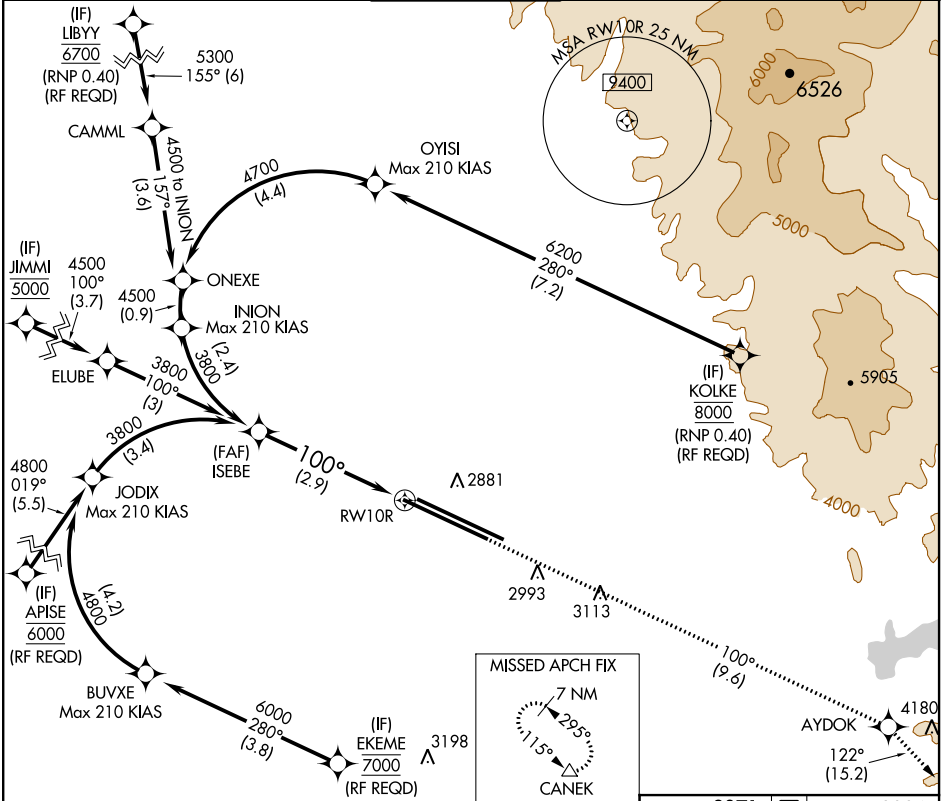 (IF)
LIBYY
6700
(RNP 0.40)
(RF REQD)
5300
155° (6)
CAMML
4500 to INION
157°
(3.6)
MSA RW10R 25 NM
9400
6000
6526
OYISI
Max 210 KIAS
4700
(4.4)
5000
6200
280°
(7.2)
(IF)
JIMMI
5000
4500
100°
(3.7)
ONEXE
4500
(0.9)
INION
Max 210 KIAS
3800
(2.4)
ELUBE
3800
100°
(3)
(IF)
KOLKE
8000
(RNP 0.40)
(RF REQD)
5905
4000
3800
(3.4)
(FAF)
ISEBE
100°
(2.9)
2881
RW10R
4800
019°
(5.5)
JODIX
Max 210 KIAS
(IF)
APISE
6000
(RF REQD)
4800
(4.2)
2993
3113
100°
(9.6)
BUVXE
Max 210 KIAS
6000
280°
(3.8)
(IF)
EKEME
7000
(RF REQD)
3198
MISSED APCH FIX
7 NM
295°
115°
CANEK
AYDOK
4180
122°
(15.2)